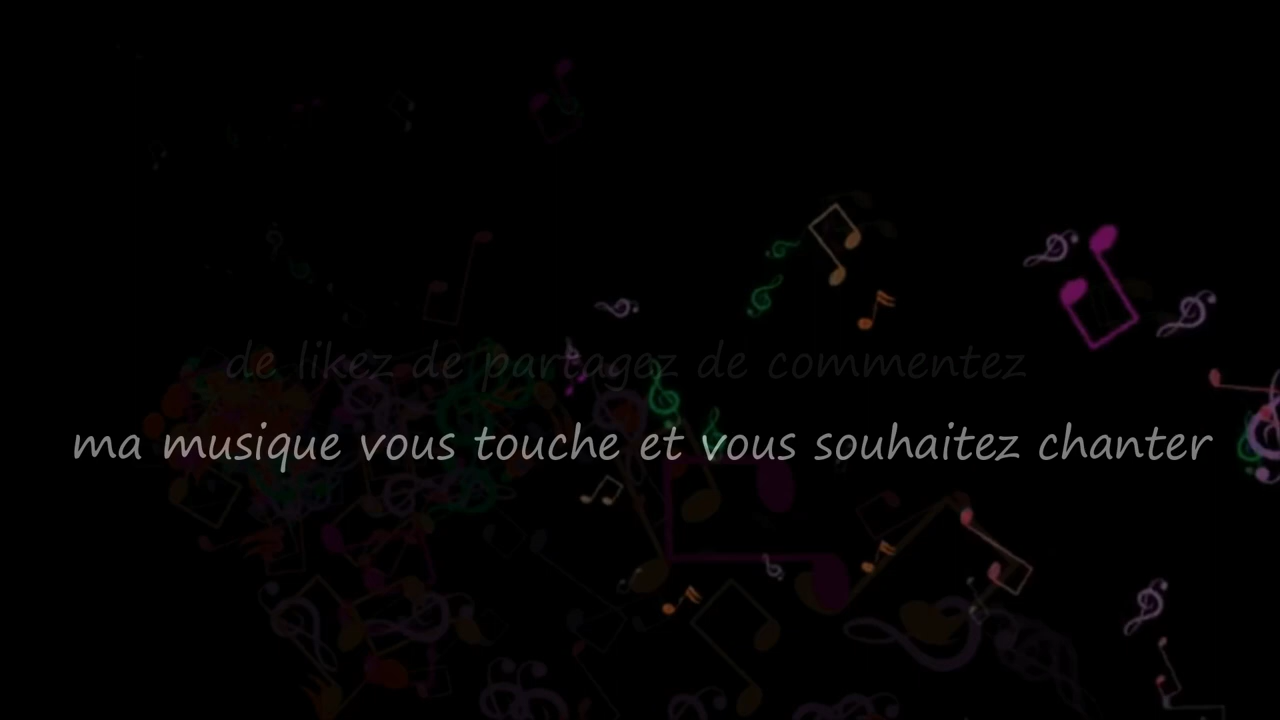 de likez de partagez de commentez
ma musique vous touche et vous souhaitez chanter